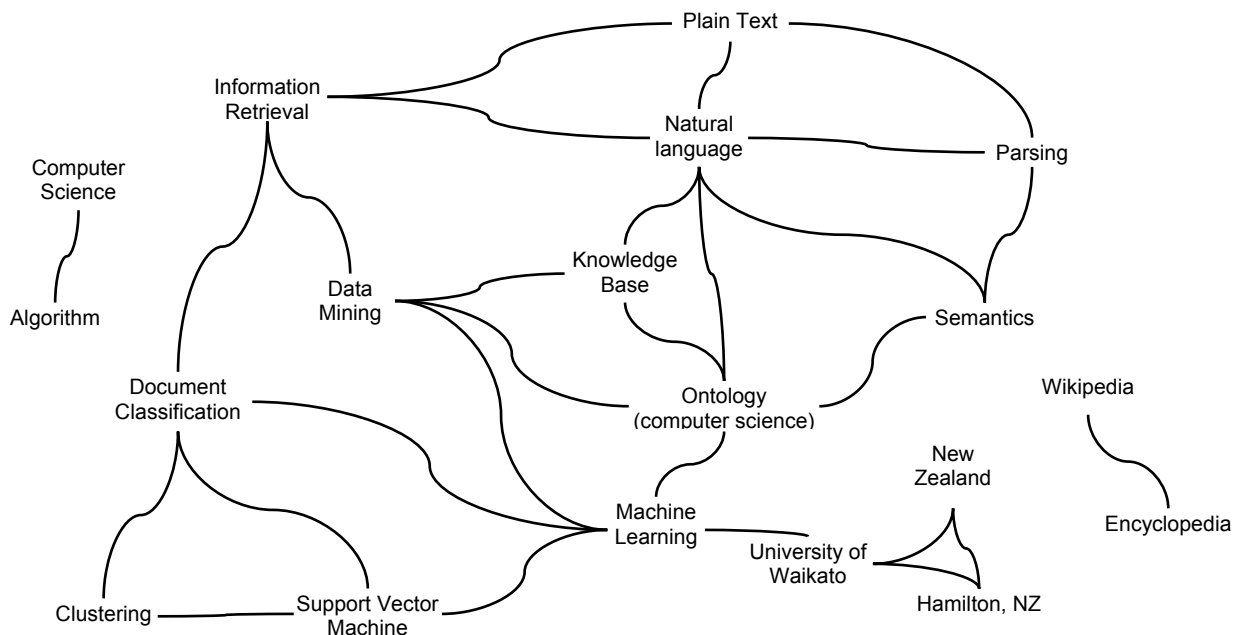 Plain Text
Information
Retrieval
Natural
language
Parsing
Computer
Science
Knowledge
Base
Data
Mining
Algorithm
Semantics
Document
Classification
Ontology
(computer science)
Wikipedia
New
Zealand
Machine
Learning
Encyclopedia
University of
Waikato
Clustering
Support Vector
Machine
Hamilton, NZ